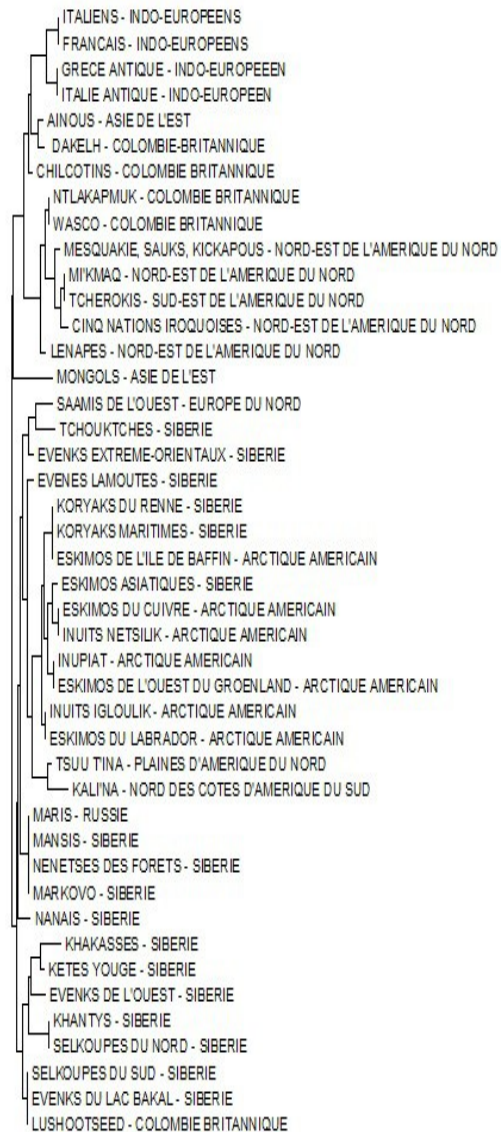 ITALIENS - INDO-EUROPEENS
FRANCAIS - INDO-EUROPEENS
GRECE ANTIQUE - INDO-EUROPEEEN
ITALIE ANTIQUE - INDO-EUROPEEN
AINOUS - ASIE DE L'EST
DAKELH - COLOMBIE-BRITANNIQUE
CHILCOTINS - COLOMBIE BRITANNIQUE
NTLAKAPMUK - COLOMBIE BRITANNIQUE
WASCO - COLOMBIE BRITANNIQUE
MESQUAKIE, SAUKS, KICKAPOUS - NORD-EST DE L'AMERIQUE DU NORD
MI'KMAQ - NORD-EST DE L'AMERIQUE DU NORD
TCHEROKIS - SUD-EST DE L'AMERIQUE DU NORD
CINQ NATIONS IROQUOISES - NORD-EST DE L'AMERIQUE DU NORD
LENAPES - NORD-EST DE L'AMERIQUE DU NORD
MONGOLS - ASIE DE L'EST
SAAMIS DE L'OUEST - EUROPE DU NORD
TCHOUKTCHES - SIBERIE
EVENKS EXTREME-ORIENTAUX - SIBERIE
EVENES LAMOUTES - SIBERIE
KORYAKS DU RENNE - SIBERIE
KORYAKS MARITIMES - SIBERIE
ESKIMOS DE L'ILE DE BAFFIN - ARCTIQUE AMERICAIN
ESKIMOS ASIATIQUES - SIBERIE
ESKIMOS DU CUIVRE - ARCTIQUE AMERICAIN
INUITS NETSILIK - ARCTIQUE AMERICAIN
INUPIAT - ARCTIQUE AMERICAIN
ESKIMOS DE L'OUEST DU GROENLAND - ARCTIQUE AMERICAIN
INUITS IGLOULIK - ARCTIQUE AMERICAIN
ESKIMOS DU LABRADOR - ARCTIQUE AMERICAIN
TSUU T'INA - PLAINES D'AMERIQUE DU NORD
KALI'NA - NORD DES COTES D'AMERIQUE DU SUD
MARIS - RUSSIE
MANSIS - SIBERIE
NENETSES DES FORETS - SIBERIE
MARKOVO - SIBERIE
NANAIS - SIBERIE
KHAKASSES - SIBERIE
KETES YOUGE - SIBERIE
EVENKS DE L'OUEST - SIBERIE
KHANTYS - SIBERIE
SELKOUPES DU NORD - SIBERIE
SELKOUPES DU SUD - SIBERIE
EVENKS DU LAC BAKAL - SIBERIE
LUSHOOTSEED - COLOMBIE BRITANNIQUE